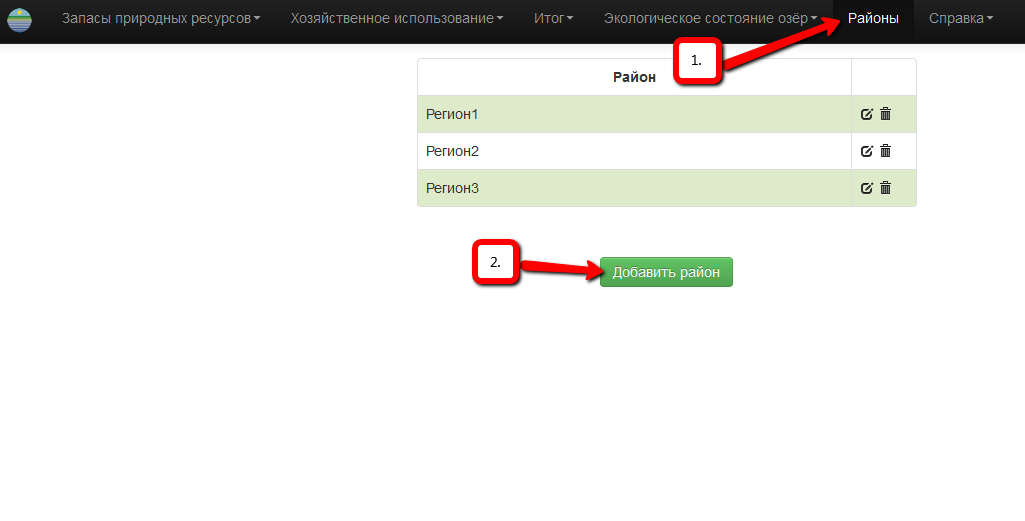 Запасы природных ресурсов Хозяйственное использование Итог Экологическое состояние озёр Районы Справка
1.
Район
Регион1
Регион2
Регион3
2.
Добавить район